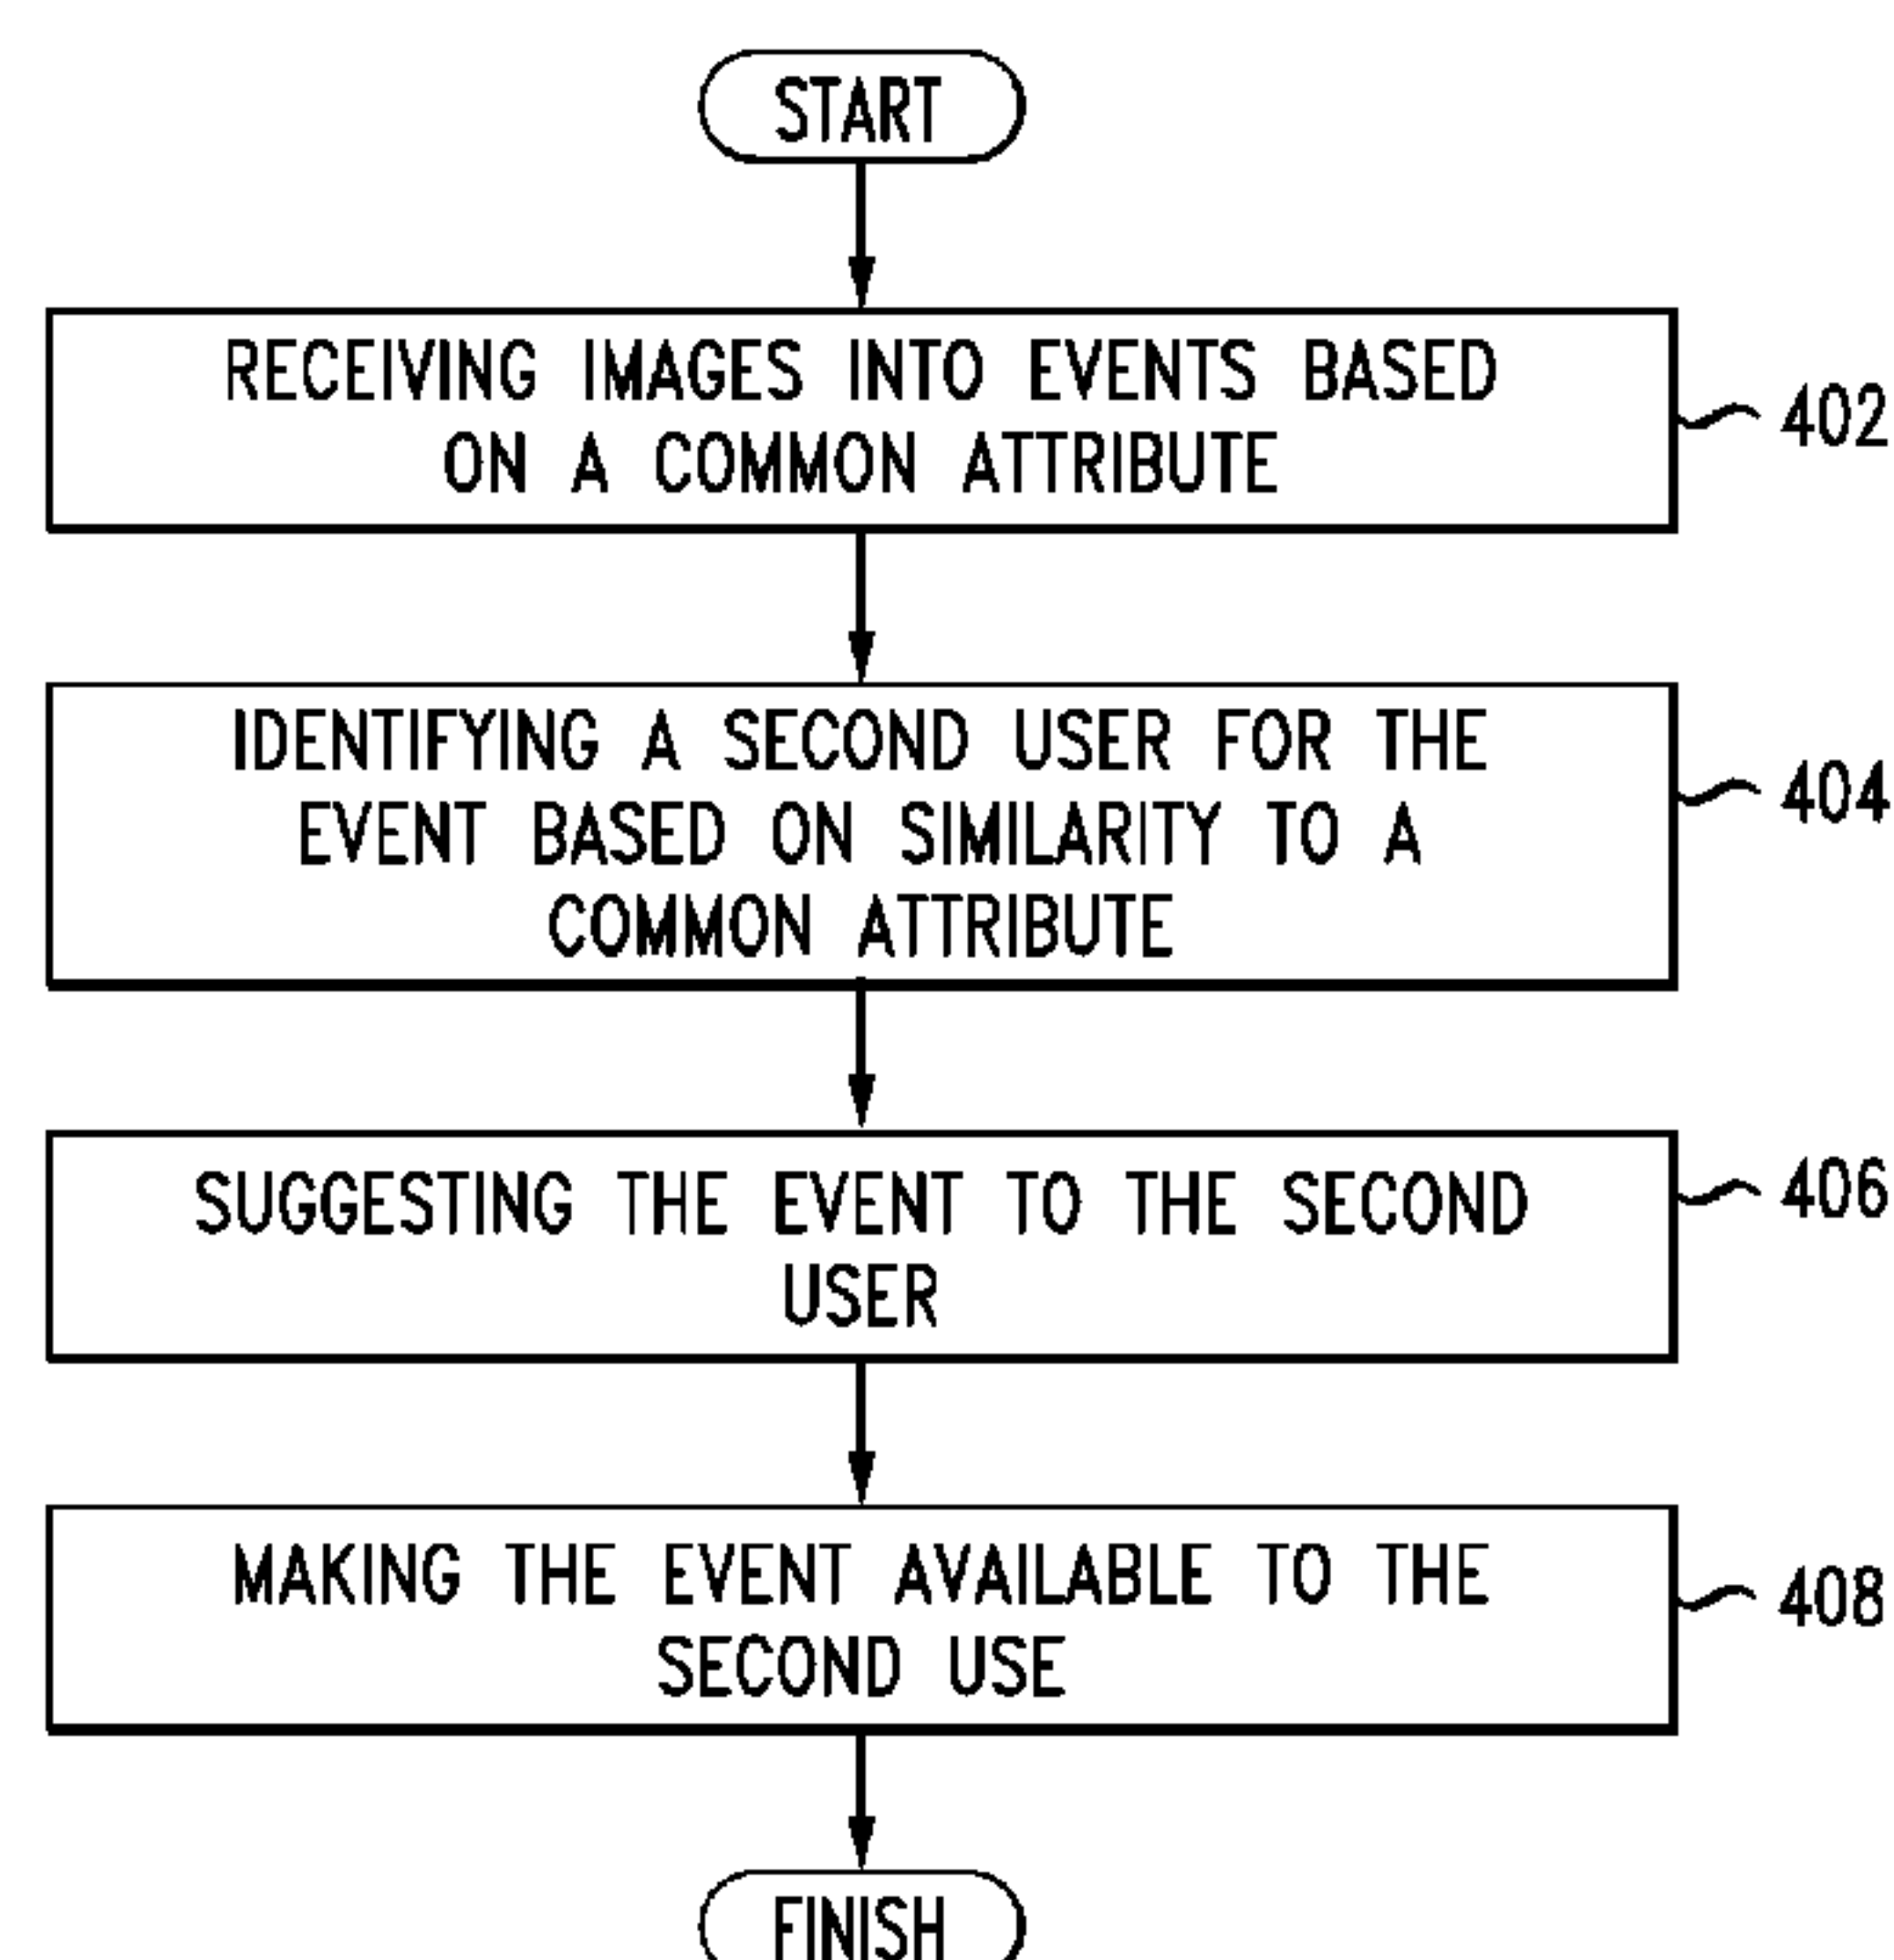 START
RECEIVING IMAGES INTO EVENTS BASED
ON A COMMON ATTRIBUTE
402
IDENTIFYING A SECOND USER FOR THE
EVENT BASED ON SIMILARITY TO A
COMMON ATTRIBUTE
404
SUGGESTING THE EVENT TO THE SECOND
USER
406
MAKING THE EVENT AVAILABLE TO THE
SECOND USE
408
FINISH